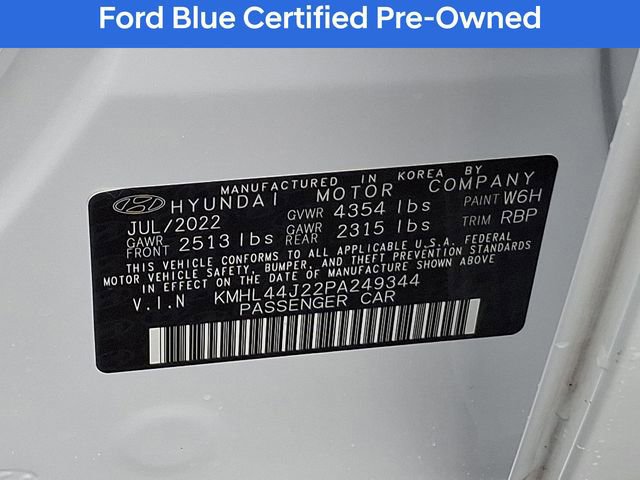 Ford Blue Certified Pre-Owned
MANUFACTURED IN KOREA BY
HYUNDAI MOTOR COMPANY
JUL/2022 GVWR 4354 lbs PAINT W6H
GAWR FRONT 2513 lbs GAWR REAR 2315 lbs TRIM RBP
THIS VEHICLE CONFORMS TO ALL APPLICABLE U.S.A. FEDERAL
MOTOR VEHICLE SAFETY, BUMPER, AND THEFT PREVENTION STANDARDS
IN EFFECT ON THE DATE OF MANUFACTURE SHOWN ABOVE.
V.I.N KMHL44J22PA249344
PASSENGER CAR